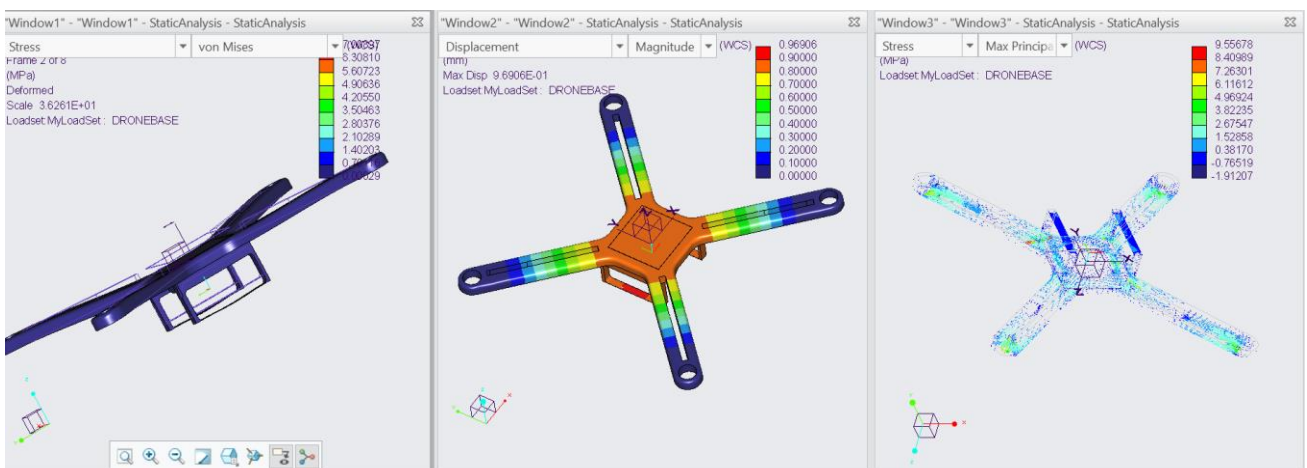 "Window1" - "Window1" - StaticAnalysis - StaticAnalysis
Stress
von Mises
(WCS)
Frame 2 of 8
(MPa)
Deformed
Scale 3.6261E+01
Loadset MyLoadSet : DRONEBASE
6.30810
5.60723
4.90636
4.20550
3.50463
2.80376
2.10289
1.40203
"Window2" - "Window2" - StaticAnalysis - StaticAnalysis
Displacement
Magnitude
(WCS)
(mm)
Max Disp 9.6906E-01
Loadset MyLoadSet : DRONEBASE
0.96906
0.90000
0.80000
0.70000
0.60000
0.50000
0.40000
0.30000
0.20000
0.10000
0.00000
"Window3" - "Window3" - StaticAnalysis - StaticAnalysis
Stress
Max Principa
(WCS)
(MPa)
Loadset MyLoadSet : DRONEBASE
9.55678
8.40989
7.26301
6.11612
4.96924
3.82235
2.67547
1.52858
0.38170
-0.76519
-1.91207